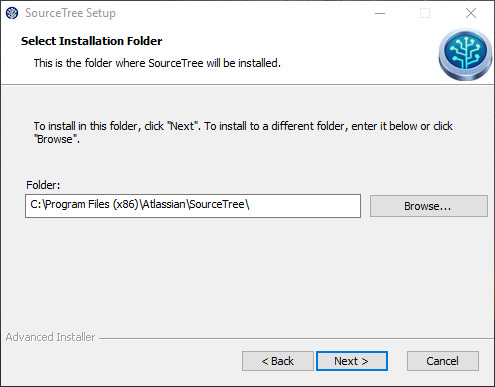 SourceTree Setup
Select Installation Folder
This is the folder where SourceTree will be installed.
To install in this folder, click "Next". To install to a different folder, enter it below or click
"Browse".
Folder:
C:\Program Files (x86)\Atlassian\SourceTree\
Browse...
Advanced Installer
< Back
Next >
Cancel